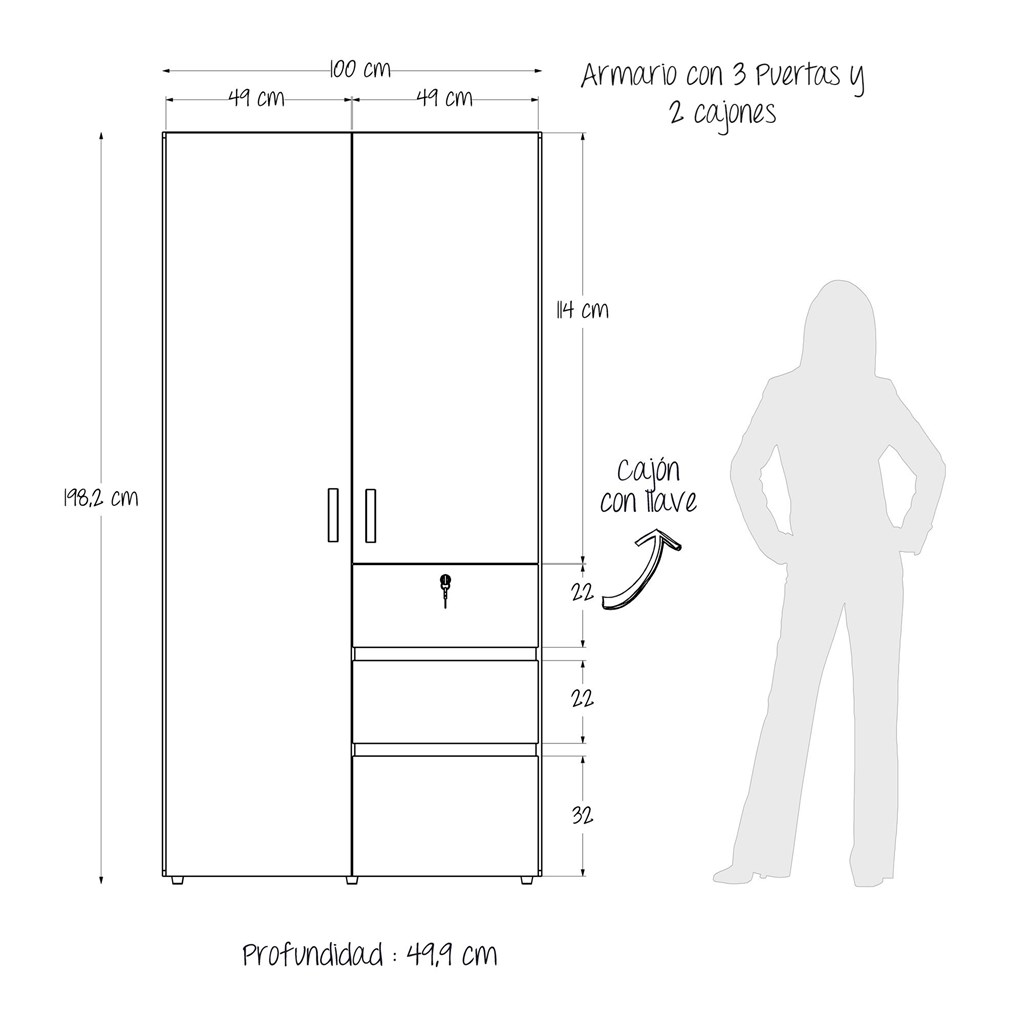 100 cm
49 cm
49 cm
Armario con 3 Puertas y
2 cajones
114 cm
198,2 cm
Cajón
con llave
22
22
32
Profundidad : 49,9 cm